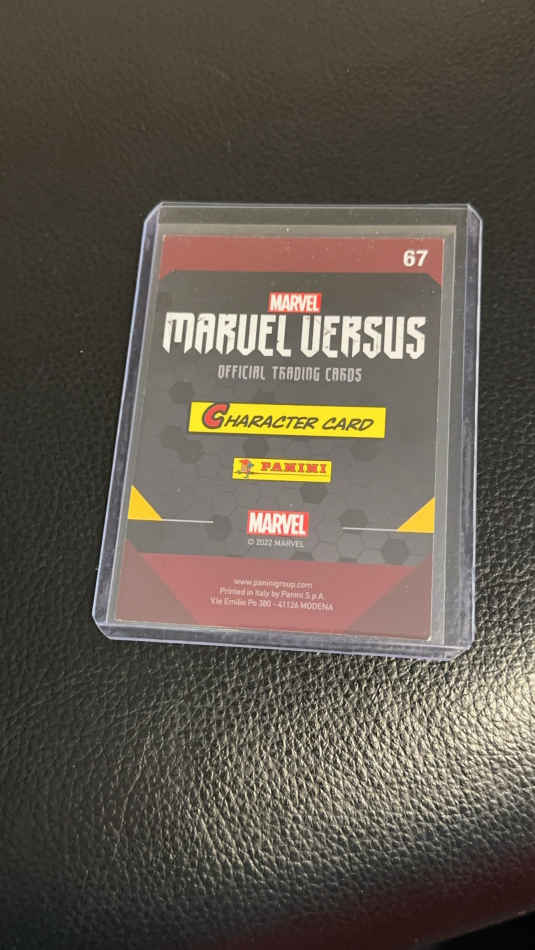 67
MARVEL
MARVEL VERSUS
OFFICIAL TRADING CARDS
CHARACTER CARD
PANINI
MARVEL
© 2022 MARVEL
www.paninigroup.com
Printed in Italy by Panini S.p.A.
V.le Emilio Po 380 - 41126 MODENA